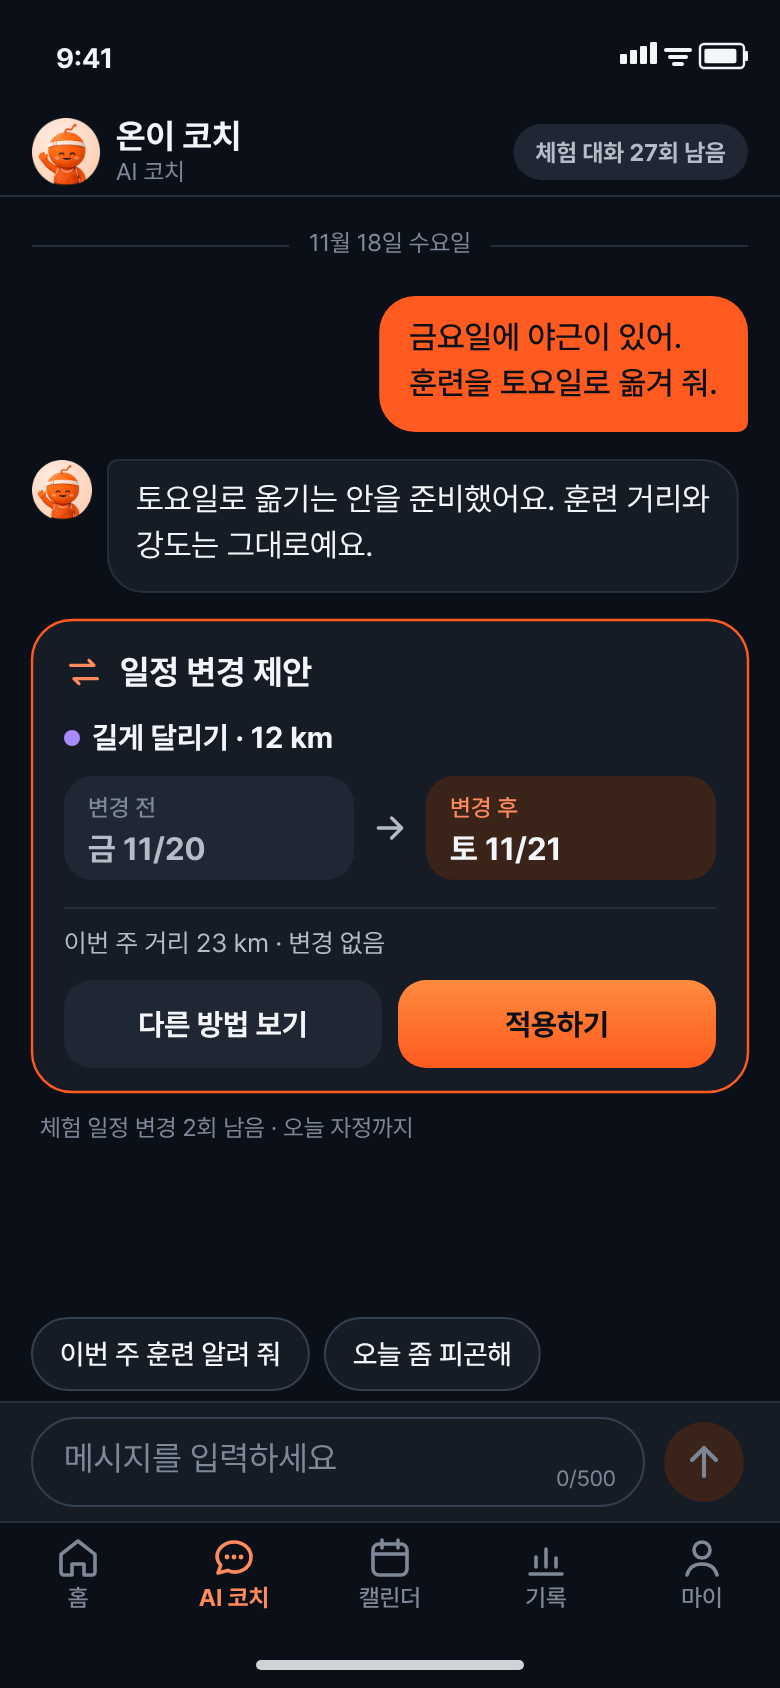 9:41
온이 코치
AI 코치
체험 대화 27회 남음
11월 18일 수요일
금요일에 야근이 있어.
훈련을 토요일로 옮겨 줘.
토요일로 옮기는 안을 준비했어요. 훈련 거리와
강도는 그대로예요.
일정 변경 제안
길게 달리기 · 12 km
변경 전
금 11/20
변경 후
토 11/21
이번 주 거리 23 km · 변경 없음
다른 방법 보기
적용하기
체험 일정 변경 2회 남음 · 오늘 자정까지
이번 주 훈련 알려 줘
오늘 좀 피곤해
메시지를 입력하세요
0/500
홈
AI 코치
캘린더
기록
마이